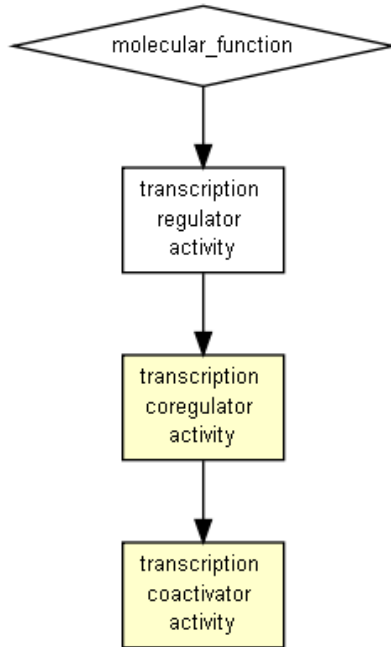 molecular_function
transcription
regulator
activity
transcription
coregulator
activity
transcription
coactivator
activity